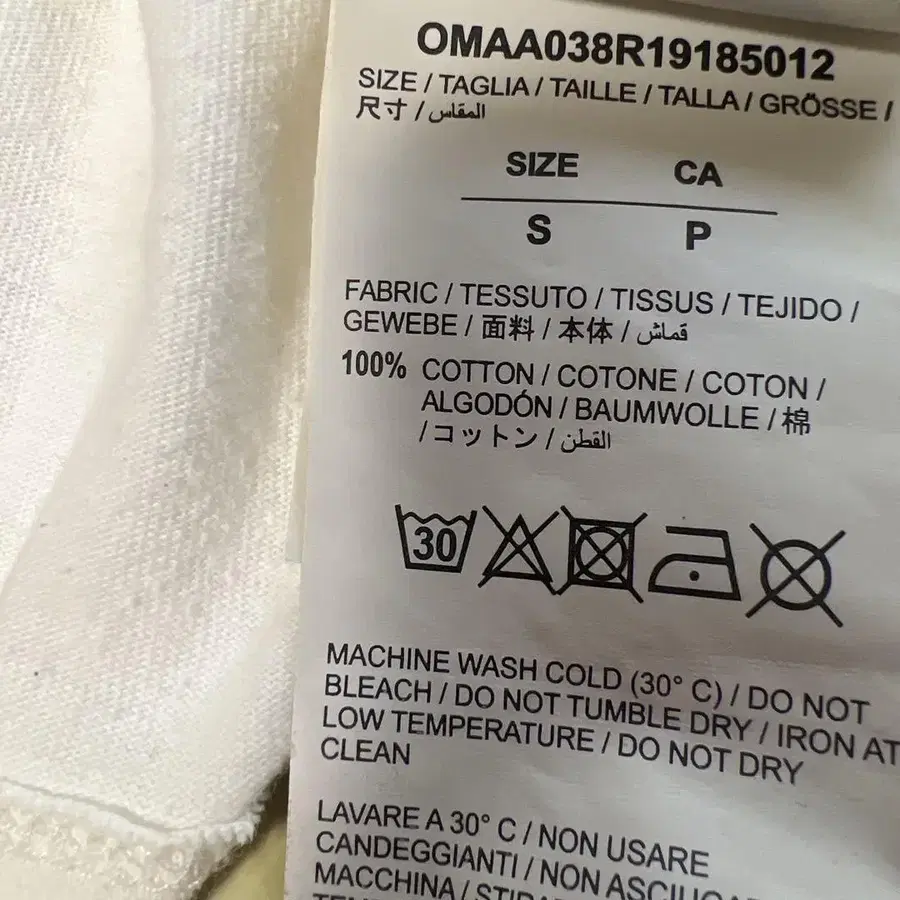 OMAA038R19185012
SIZE / TAGLIA / TAILLE / TALLA / GRÖSSE /
尺寸 / المقاس
SIZE CA
S P
FABRIC / TESSUTO / TISSUS / TEJIDO /
GEWEBE / 面料 / 本体 / قماش
100% COTTON / COTONE / COTON /
ALGODÓN / BAUMWOLLE / 棉
/ コットン / القطن
30
MACHINE WASH COLD (30° C) / DO NOT
BLEACH / DO NOT TUMBLE DRY / IRON AT
LOW TEMPERATURE / DO NOT DRY
CLEAN
LAVARE A 30° C / NON USARE
CANDEGGIANTI / NON ASCIUGA
MACCHINA /